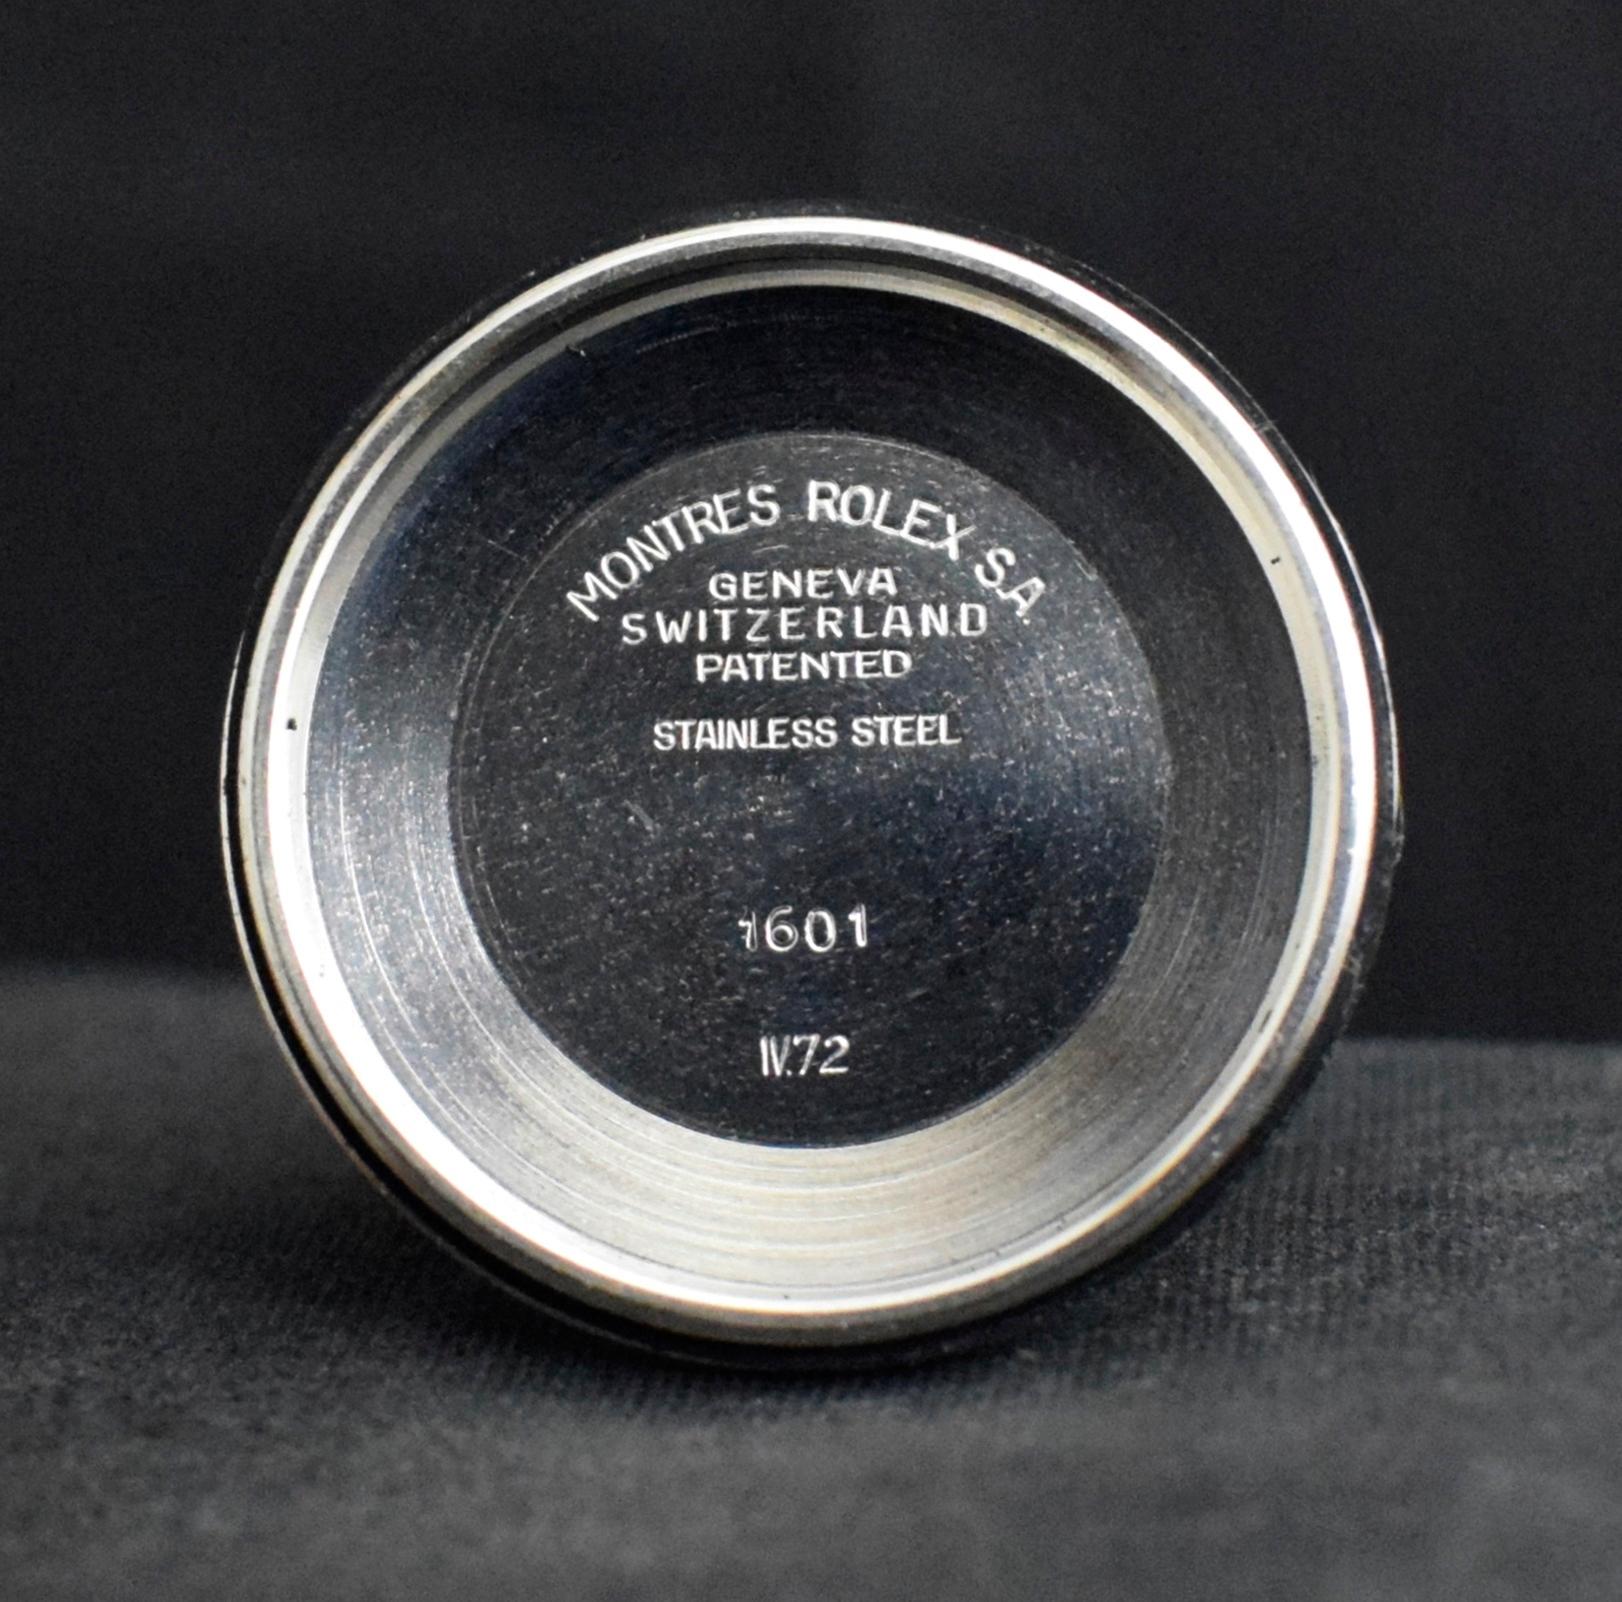 MONTRES ROLEX S.A.
GENEVA
SWITZERLAND
PATENTED
STAINLESS STEEL
1601
IV.72